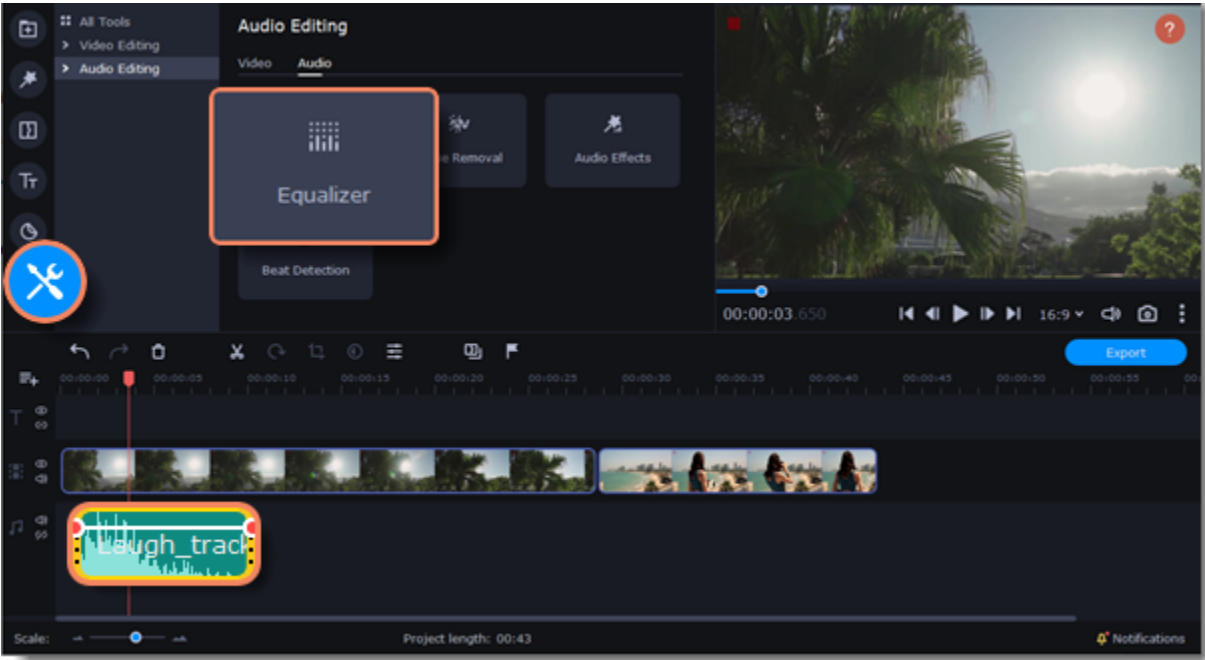 All Tools
Video Editing
Audio Editing
Audio Editing
Video Audio
Equalizer
e Removal
Audio Effects
Beat Detection
Tт
?
00:00:03.650
16:9
Export
00:00:00 00:00:05 00:00:10 00:00:15 00:00:20 00:00:25 00:00:30 00:00:35 00:00:40 00:00:45 00:00:50 00:00:55 00:
T
Laugh_track
Scale:
Project length: 00:43
Notifications